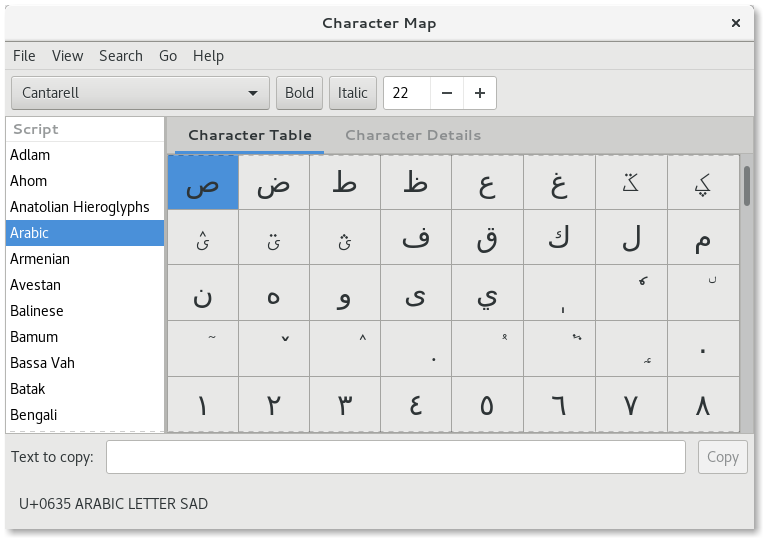 Character Map ×
File View Search Go Help
Cantarell Bold Italic 22 − +
Script
Character Table Character Details
Adlam
Ahom
Anatolian Hieroglyphs
Arabic
Armenian
Avestan
Balinese
Bamum
Bassa Vah
Batak
Bengali
ص ض ط ظ ع غ ػ ؼ
ؽ ؾ ؿ ف ق ك ل م
ن ه و ى ي ٖ ٗ ٘
ٙ ٚ ٛ ٜ ٝ ٞ ٟ ٠
١ ٢ ٣ ٤ ٥ ٦ ٧ ٨
Text to copy: Copy
U+0635 ARABIC LETTER SAD